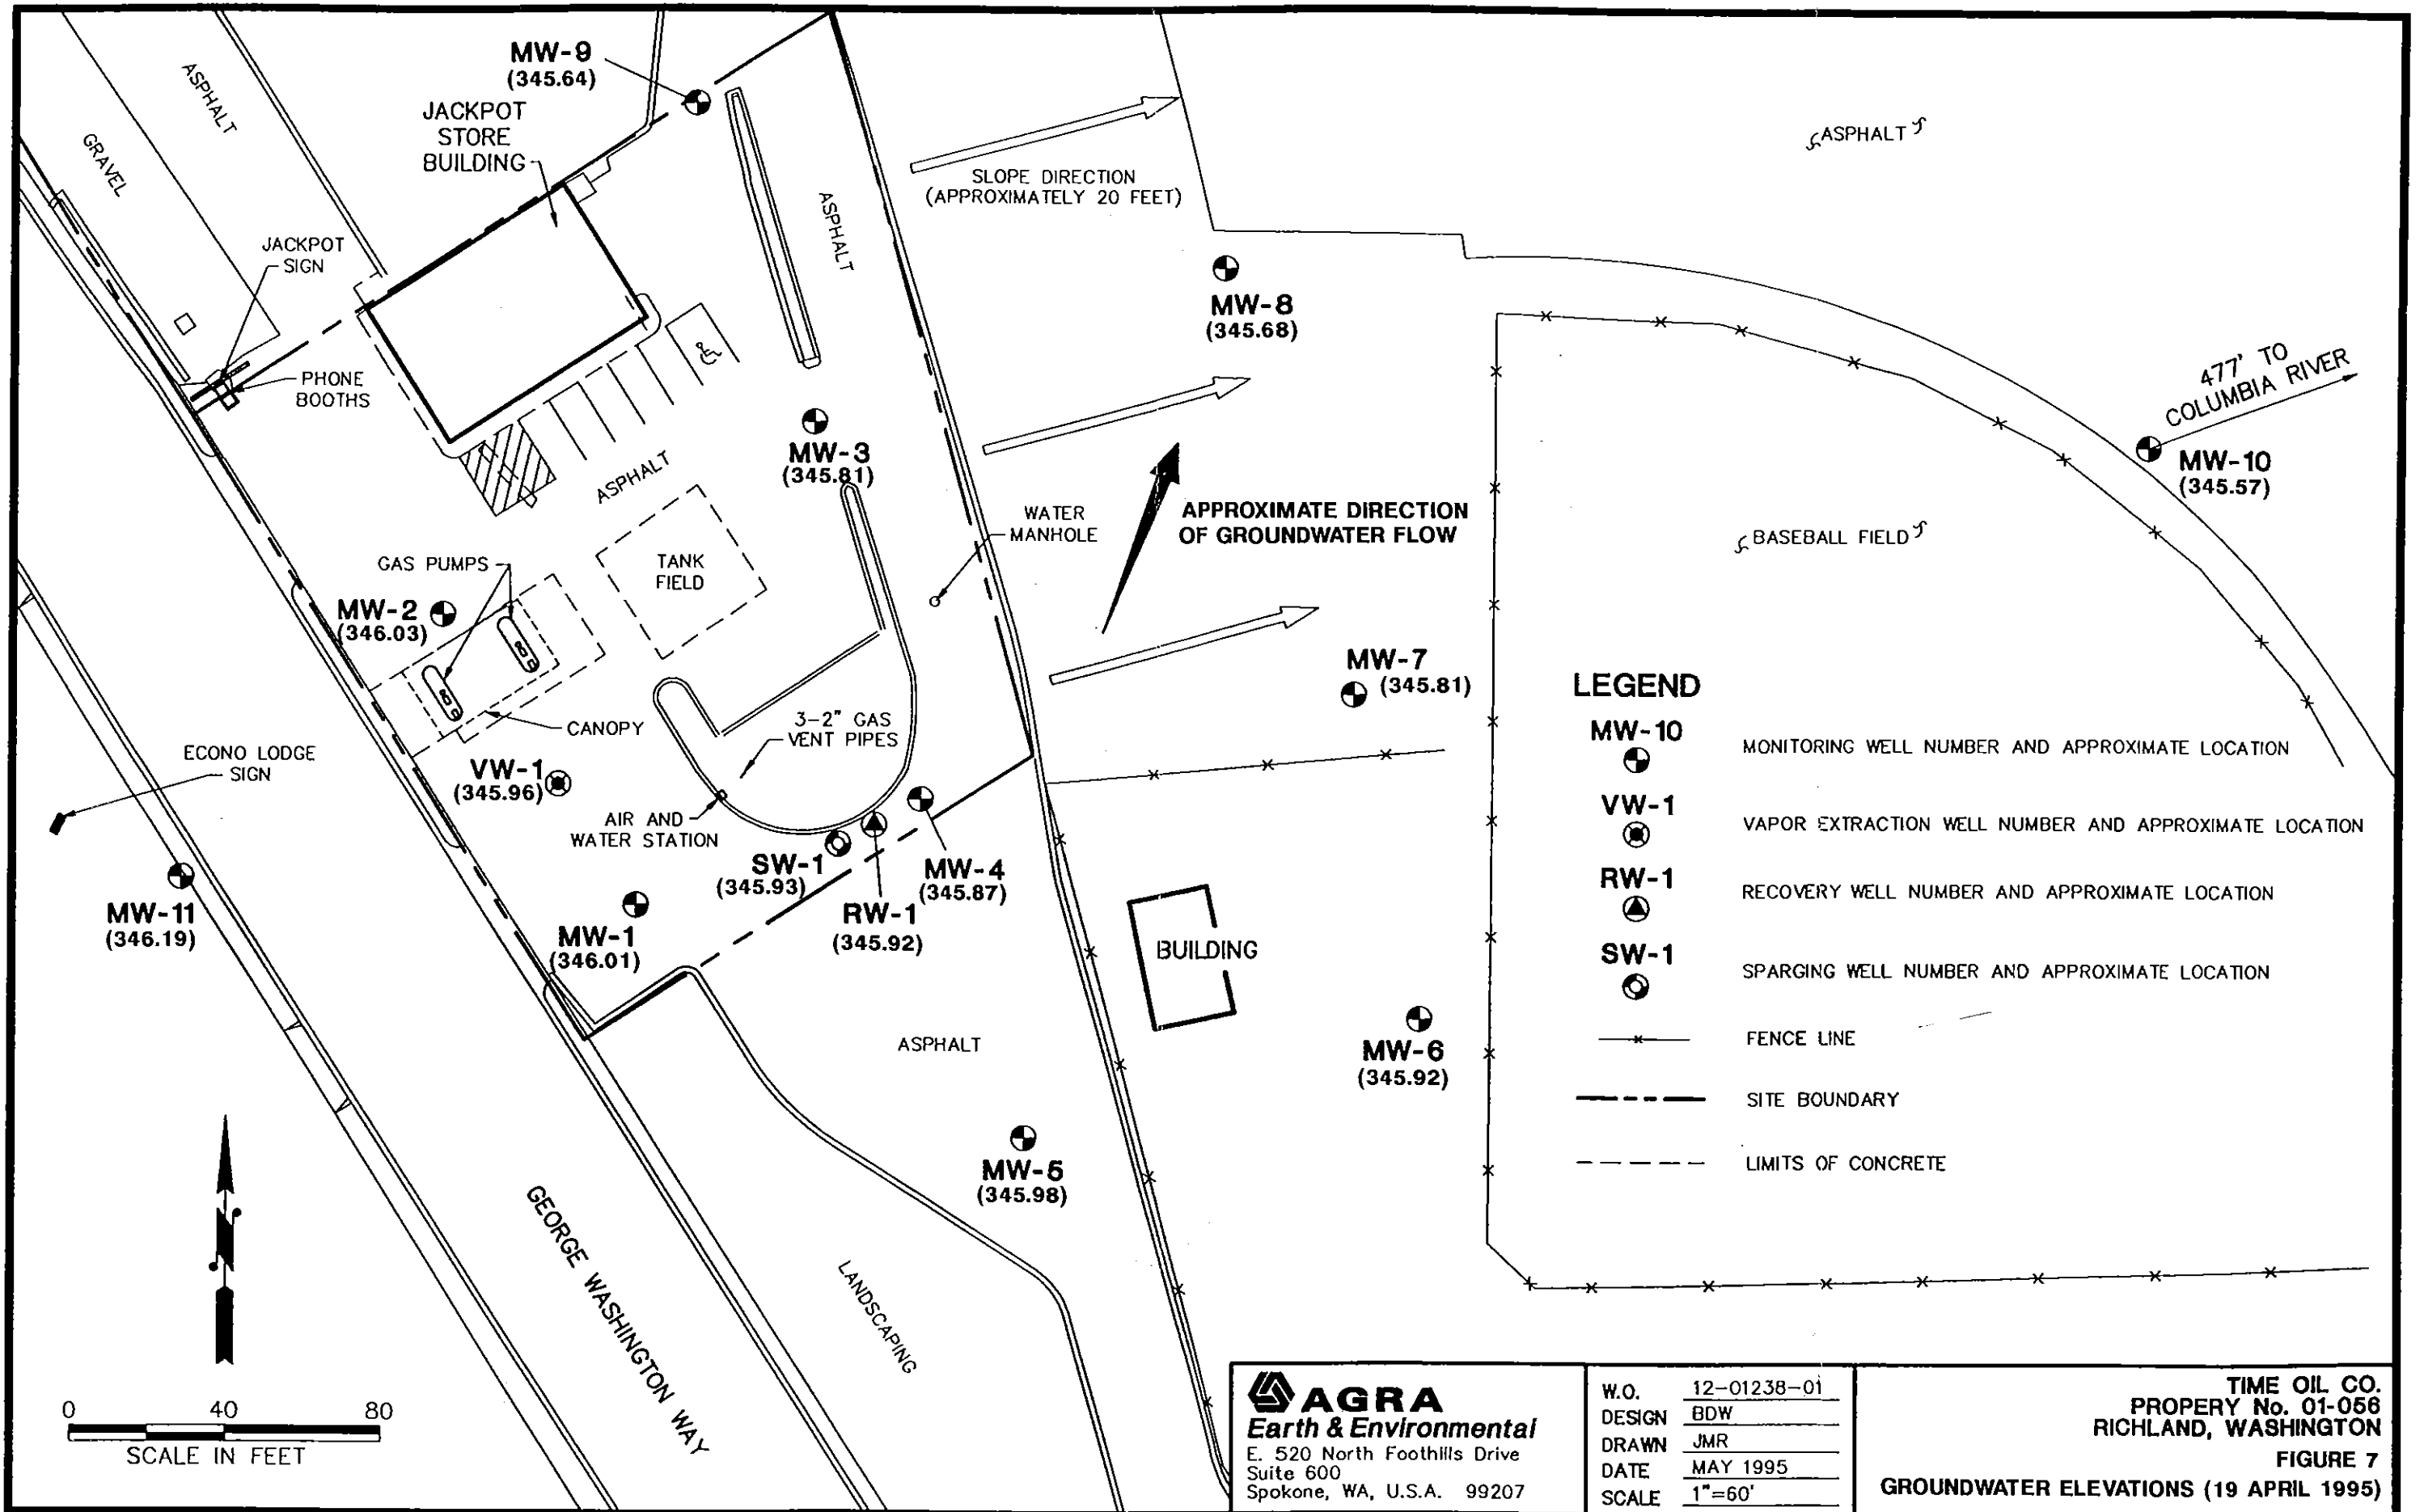 MW-9
(345.64)
JACKPOT
STORE
BUILDING
ASPHALT
GRAVEL
JACKPOT
SIGN
PHONE
BOOTHS
ASPHALT
SLOPE DIRECTION
(APPROXIMATELY 20 FEET)
ASPHALT
MW-8
(345.68)
477' TO
COLUMBIA RIVER
MW-10
(345.57)
MW-3
(345.81)
ASPHALT
WATER
MANHOLE
APPROXIMATE DIRECTION
OF GROUNDWATER FLOW
BASEBALL FIELD
GAS PUMPS
TANK
FIELD
MW-2
(346.03)
MW-7
(345.81)
CANOPY
3-2" GAS
VENT PIPES
ECONO LODGE
SIGN
VW-1
(345.96)
AIR AND
WATER STATION
SW-1
(345.93)
MW-4
(345.87)
RW-1
(345.92)
MW-11
(346.19)
MW-1
(346.01)
BUILDING
ASPHALT
MW-6
(345.92)
MW-5
(345.98)
GEORGE WASHINGTON WAY
LANDSCAPING
LEGEND
MW-10
MONITORING WELL NUMBER AND APPROXIMATE LOCATION
VW-1
VAPOR EXTRACTION WELL NUMBER AND APPROXIMATE LOCATION
RW-1
RECOVERY WELL NUMBER AND APPROXIMATE LOCATION
SW-1
SPARGING WELL NUMBER AND APPROXIMATE LOCATION
FENCE LINE
SITE BOUNDARY
LIMITS OF CONCRETE
N
0 40 80
SCALE IN FEET
AGRA
Earth & Environmental
E. 520 North Foothills Drive
Suite 600
Spokone, WA, U.S.A. 99207
W.O. 12-01238-01
DESIGN BDW
DRAWN JMR
DATE MAY 1995
SCALE 1"=60'
TIME OIL CO.
PROPERTY No. 01-056
RICHLAND, WASHINGTON
FIGURE 7
GROUNDWATER ELEVATIONS (19 APRIL 1995)